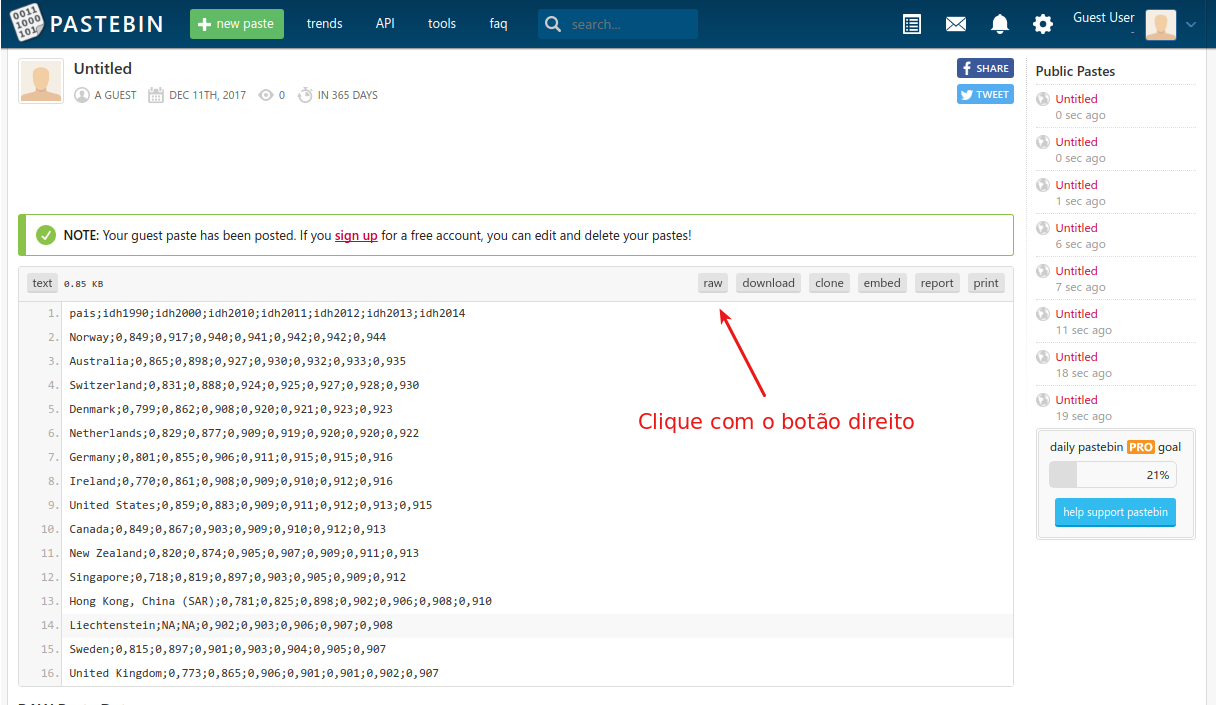 0011
1000
101
PASTEBIN
new paste
trends
API
tools
faq
search...
Guest User
-
Untitled
A GUEST DEC 11TH, 2017 0 IN 365 DAYS
SHARE
TWEET
NOTE: Your guest paste has been posted. If you sign up for a free account, you can edit and delete your pastes!
text 0.85 KB
raw download clone embed report print
1. pais;idh1990;idh2000;idh2010;idh2011;idh2012;idh2013;idh2014
2. Norway;0,849;0,917;0,940;0,941;0,942;0,942;0,944
3. Australia;0,865;0,898;0,927;0,930;0,932;0,933;0,935
4. Switzerland;0,831;0,888;0,924;0,925;0,927;0,928;0,930
5. Denmark;0,799;0,862;0,908;0,920;0,921;0,923;0,923
6. Netherlands;0,829;0,877;0,909;0,919;0,920;0,920;0,922
7. Germany;0,801;0,855;0,906;0,911;0,915;0,915;0,916
8. Ireland;0,770;0,861;0,908;0,909;0,910;0,912;0,916
9. United States;0,859;0,883;0,909;0,911;0,912;0,913;0,915
10. Canada;0,849;0,867;0,903;0,909;0,910;0,912;0,913
11. New Zealand;0,820;0,874;0,905;0,907;0,909;0,911;0,913
12. Singapore;0,718;0,819;0,897;0,903;0,905;0,909;0,912
13. Hong Kong, China (SAR);0,781;0,825;0,898;0,902;0,906;0,908;0,910
14. Liechtenstein;NA;NA;0,902;0,903;0,906;0,907;0,908
15. Sweden;0,815;0,897;0,901;0,903;0,904;0,905;0,907
16. United Kingdom;0,773;0,865;0,906;0,901;0,901;0,902;0,907
Clique com o botão direito
Public Pastes
Untitled
0 sec ago
Untitled
0 sec ago
Untitled
1 sec ago
Untitled
6 sec ago
Untitled
7 sec ago
Untitled
11 sec ago
Untitled
18 sec ago
Untitled
19 sec ago
daily pastebin PRO goal
21%
help support pastebin